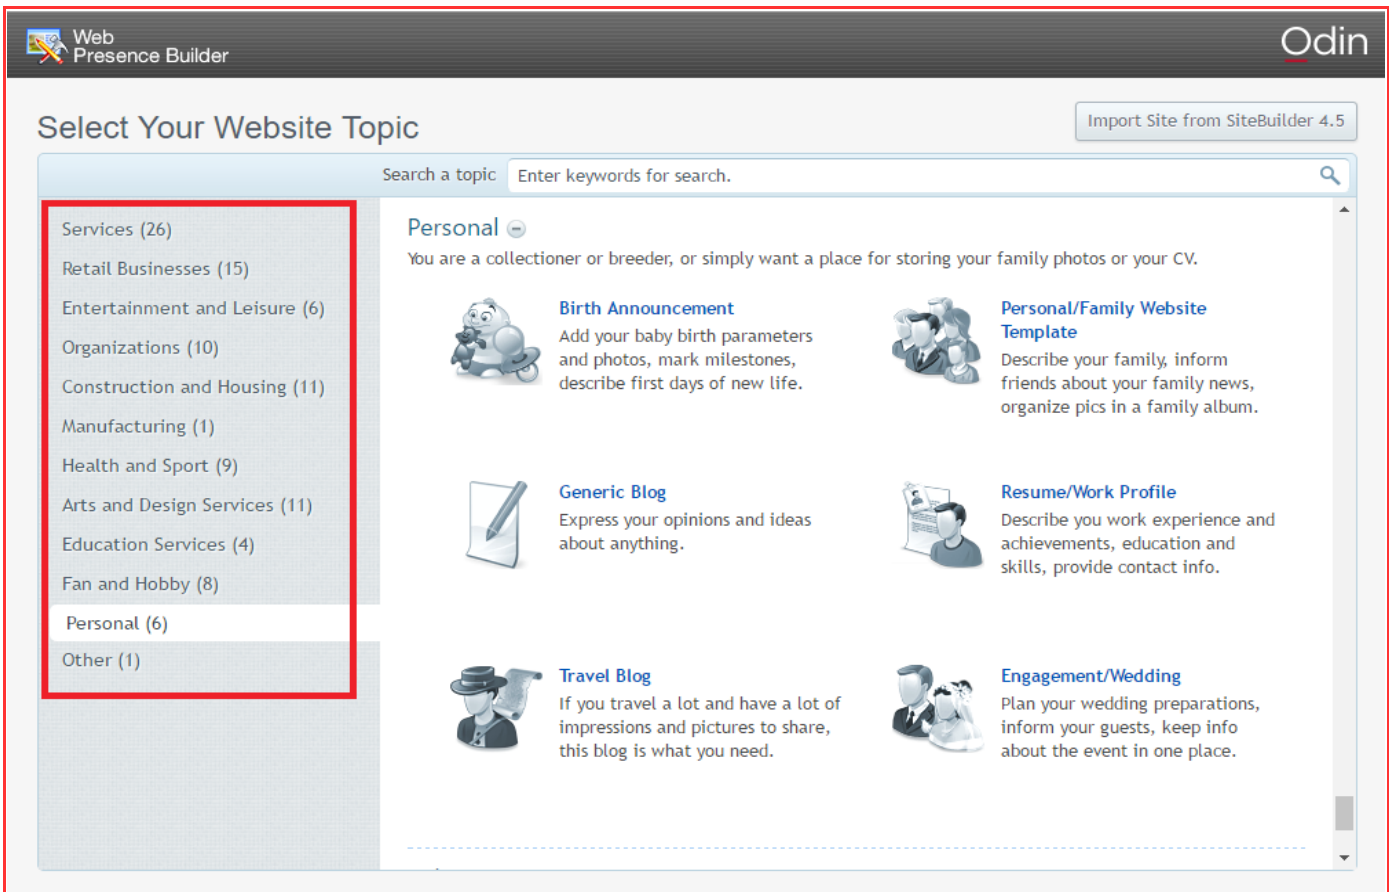 Web
Presence Builder
Odin
Select Your Website Topic
Import Site from SiteBuilder 4.5
Search a topic
Enter keywords for search.
Services (26)
Retail Businesses (15)
Entertainment and Leisure (6)
Organizations (10)
Construction and Housing (11)
Manufacturing (1)
Health and Sport (9)
Arts and Design Services (11)
Education Services (4)
Fan and Hobby (8)
Personal (6)
Other (1)
Personal
You are a collectioner or breeder, or simply want a place for storing your family photos or your CV.
Birth Announcement
Add your baby birth parameters
and photos, mark milestones,
describe first days of new life.
Personal/Family Website
Template
Describe your family, inform
friends about your family news,
organize pics in a family album.
Generic Blog
Express your opinions and ideas
about anything.
Resume/Work Profile
Describe you work experience and
achievements, education and
skills, provide contact info.
Travel Blog
If you travel a lot and have a lot of
impressions and pictures to share,
this blog is what you need.
Engagement/Wedding
Plan your wedding preparations,
inform your guests, keep info
about the event in one place.